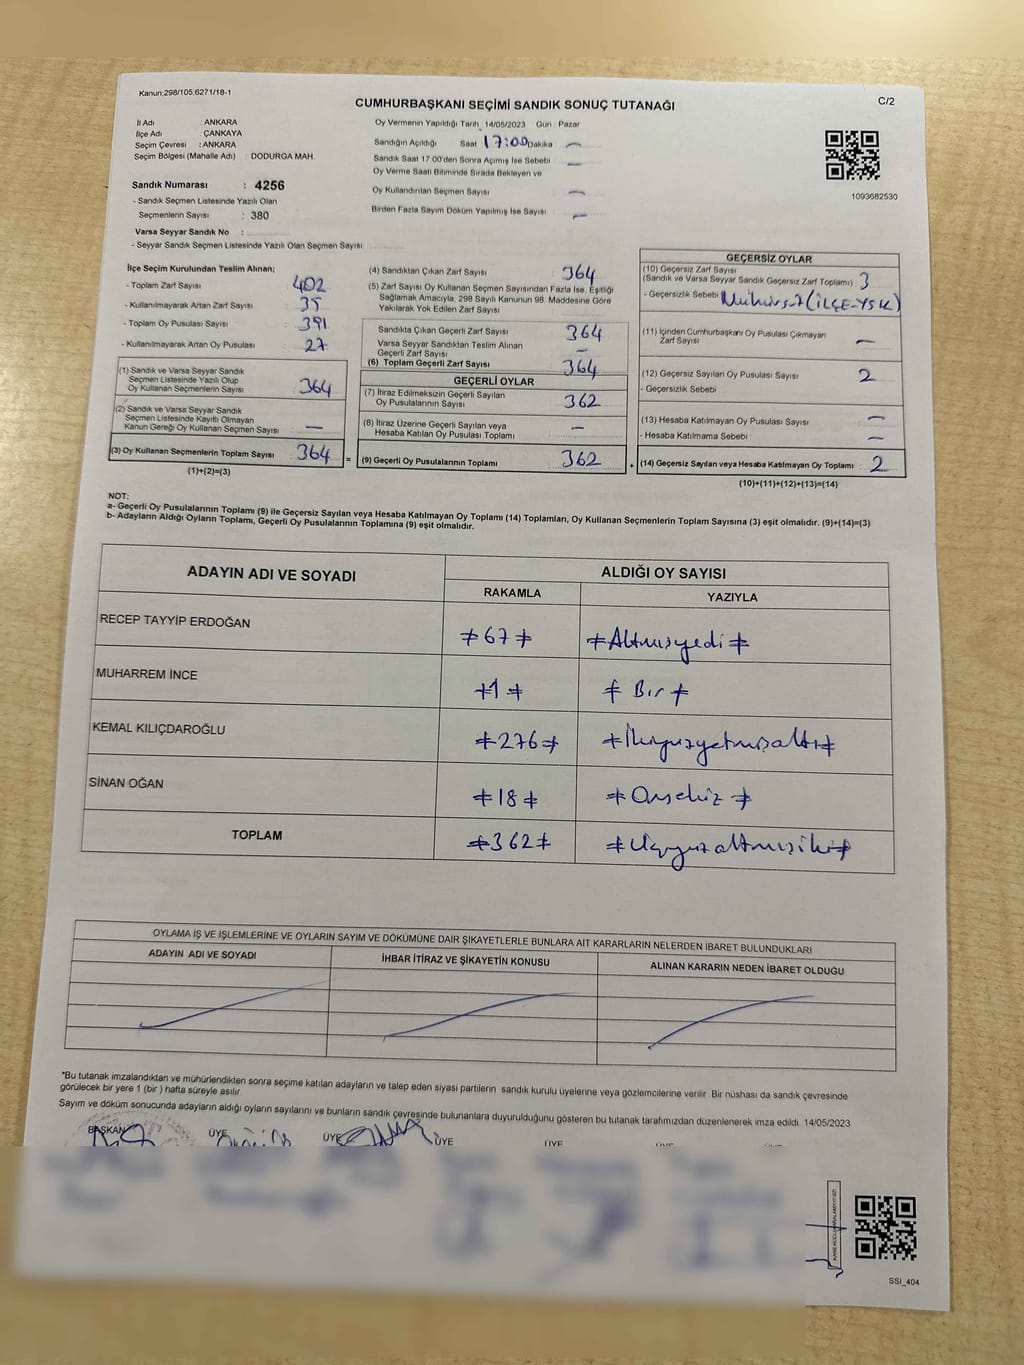 Kanun:298/105,6271/18-1
CUMHURBAŞKANI SEÇİMİ SANDIK SONUÇ TUTANAĞI
C/2
İl Adı : ANKARA
İlçe Adı : ÇANKAYA
Seçim Çevresi : ANKARA
Seçim Bölgesi (Mahalle Adı) : DODURGA MAH.
Sandık Numarası : 4256
- Sandık Seçmen Listesinde Yazılı Olan
Seçmenlerin Sayısı : 380
Varsa Seyyar Sandık No :
- Seyyar Sandık Seçmen Listesinde Yazılı Olan Seçmen Sayısı
Oy Vermenin Yapıldığı Tarih 14/05/2023 Gün : Pazar
Sandığın Açıldığı Saat 17:00 Dakika —
Sandık Saat 17:00'den Sonra Açımış İse Sebebi —
Oy Verme Saati Bitiminde Sırada Bekleyen ve
Oy Kullandırılan Seçmen Sayısı —
Birden Fazla Sayım Döküm Yapılmış İse Sayısı —
1093682530
İlçe Seçim Kurulundan Teslim Alınan;
- Toplam Zarf Sayısı 402
- Kullanılmayarak Artan Zarf Sayısı 35
- Toplam Oy Pusulası Sayısı 391
- Kullanılmayarak Artan Oy Pusulası 27
(1) Sandık ve Varsa Seyyar Sandık
Seçmen Listesinde Yazılı Olup
Oy Kullanan Seçmenlerin Sayısı 364
(2) Sandık ve Varsa Seyyar Sandık
Seçmen Listesinde Kayıtlı Olmayan
Kanun Gereği Oy Kullanan Seçmen Sayısı —
(3) Oy Kullanan Seçmenlerin Toplam Sayısı 364 =
(1)+(2)=(3)
(4) Sandıktan Çıkan Zarf Sayısı 364
(5) Zarf Sayısı Oy Kullanan Seçmen Sayısından Fazla İse, Eşitliği
Sağlamak Amacıyla, 298 Sayılı Kanunun 98. Maddesine Göre
Yakılarak Yok Edilen Zarf Sayısı
Sandıkta Çıkan Geçerli Zarf Sayısı 364
Varsa Seyyar Sandıktan Teslim Alınan
Geçerli Zarf Sayısı —
(6) Toplam Geçerli Zarf Sayısı 364
GEÇERLİ OYLAR
(7) İtiraz Edilmeksizin Geçerli Sayılan
Oy Pusulalarının Sayısı 362
(8) İtiraz Üzerine Geçerli Sayılan veya
Hesaba Katılan Oy Pusulası Toplamı —
(9) Geçerli Oy Pusulalarının Toplamı 362 +
GEÇERSİZ OYLAR
(10) Geçersiz Zarf Sayısı
(Sandık ve Varsa Seyyar Sandık Geçersiz Zarf Toplamı) 3
- Geçersizlik Sebebi (İLÇE-YSK)
(11) İçinden Cumhurbaşkanı Oy Pusulası Çıkmayan
Zarf Sayısı —
(12) Geçersiz Sayılan Oy Pusulası Sayısı 2
- Geçersizlik Sebebi
(13) Hesaba Katılmayan Oy Pusulası Sayısı —
- Hesaba Katılmama Sebebi —
(14) Geçersiz Sayılan veya Hesaba Katılmayan Oy Toplamı 2
(10)+(11)+(12)+(13)=(14)
NOT:
a- Geçerli Oy Pusulalarının Toplamı (9) ile Geçersiz Sayılan veya Hesaba Katılmayan Oy Toplamı (14) Toplamları, Oy Kullanan Seçmenlerin Toplam Sayısına (3) eşit olmalıdır. (9)+(14)=(3)
b- Adayların Aldığı Oyların Toplamı, Geçerli Oy Pusulalarının Toplamına (9) eşit olmalıdır.
ADAYIN ADI VE SOYADI ALDIĞI OY SAYISI
RAKAMLA YAZIYLA
RECEP TAYYİP ERDOĞAN ≠67≠ ≠Altmışyedi≠
MUHARREM İNCE ≠1≠ ≠Bir≠
KEMAL KILIÇDAROĞLU ≠276≠ ≠İkiyüzyetmişaltı≠
SİNAN OĞAN ≠18≠ ≠Onsekiz≠
TOPLAM ≠362≠ ≠Üçyüzaltmışiki≠
OYLAMA İŞ VE İŞLEMLERİNE VE OYLARIN SAYIM VE DÖKÜMÜNE DAİR ŞİKAYETLERLE BUNLARA AİT KARARLARIN NELERDEN İBARET BULUNDUKLARI
ADAYIN ADI VE SOYADI İHBAR İTİRAZ VE ŞİKAYETİN KONUSU ALINAN KARARIN NEDEN İBARET OLDUĞU
*Bu tutanak imzalandıktan ve mühürlendikten sonra seçime katılan adayların ve talep eden siyasi partilerin sandık kurulu üyelerine veya gözlemcilerine verilir. Bir nüshası da sandık çevresinde
görülecek bir yere 1 (bir) hafta süreyle asılır
Sayım ve döküm sonucunda adayların aldığı oyların sayılarını ve bunların sandık çevresinde bulunanlara duyurulduğunu gösteren bu tutanak tarafımızdan düzenlenerek imza edildi. 14/05/2023
BAŞKAN ÜYE ÜYE ÜYE ÜYE ÜYE ÜYE
SSI_404